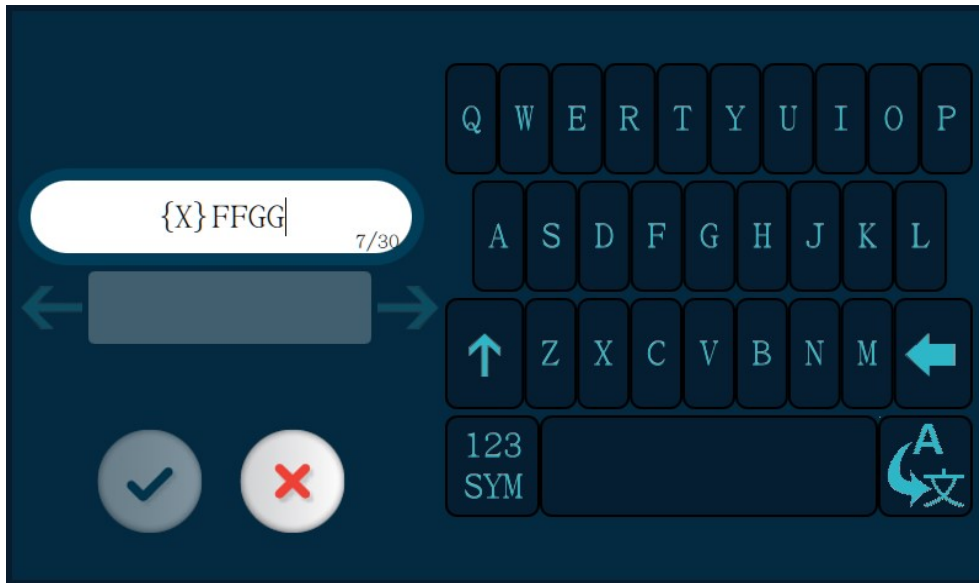 {X}FFGG
7/30
Q W E R T Y U I O P
A S D F G H J K L
Z X C V B N M
123
SYM
A
文